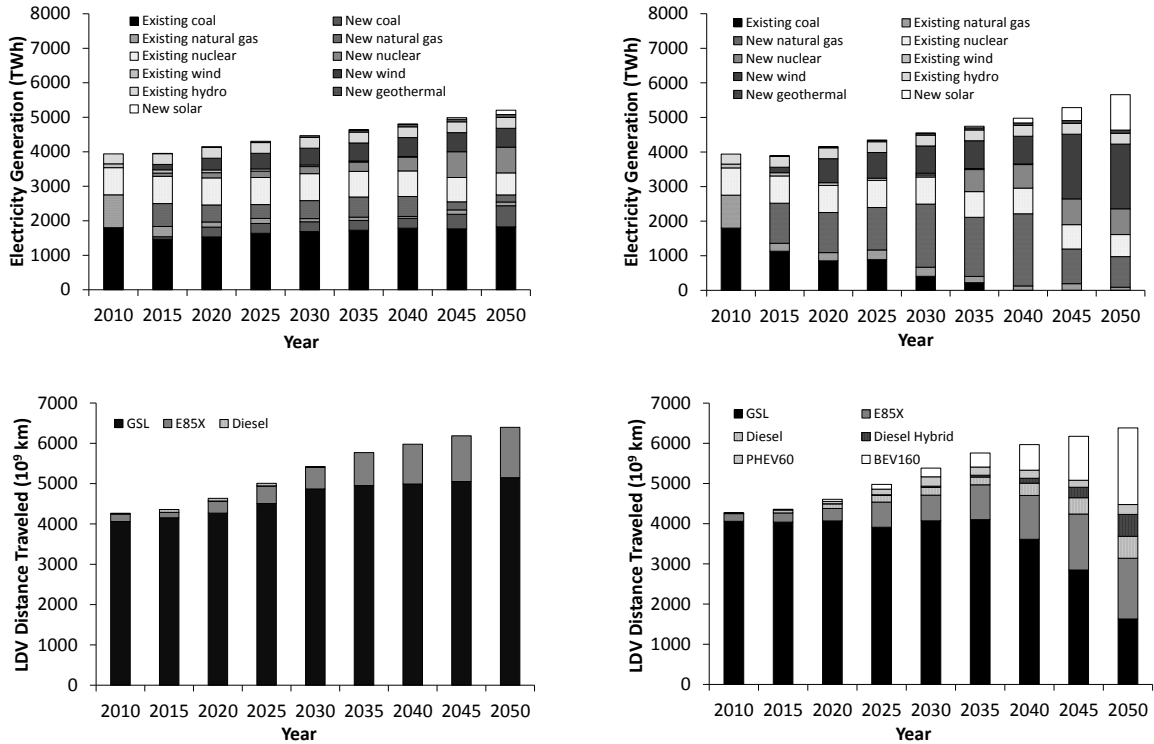 8000
7000
6000
5000
4000
3000
2000
1000
0
Electricity Generation (TWh)
Existing coal New coal
Existing natural gas New natural gas
Existing nuclear New nuclear
Existing wind New wind
Existing hydro New geothermal
New solar
2010 2015 2020 2025 2030 2035 2040 2045 2050
Year
8000
7000
6000
5000
4000
3000
2000
1000
0
Electricity Generation (TWh)
Existing coal Existing natural gas
New natural gas Existing nuclear
New nuclear Existing wind
New wind Existing hydro
New geothermal New solar
2010 2015 2020 2025 2030 2035 2040 2045 2050
Year
7000
6000
5000
4000
3000
2000
1000
0
LDV Distance Traveled (10⁹ km)
GSL E85X Diesel
2010 2015 2020 2025 2030 2035 2040 2045 2050
Year
7000
6000
5000
4000
3000
2000
1000
0
LDV Distance Traveled (10⁹ km)
GSL E85X
Diesel Diesel Hybrid
PHEV60 BEV160
2010 2015 2020 2025 2030 2035 2040 2045 2050
Year